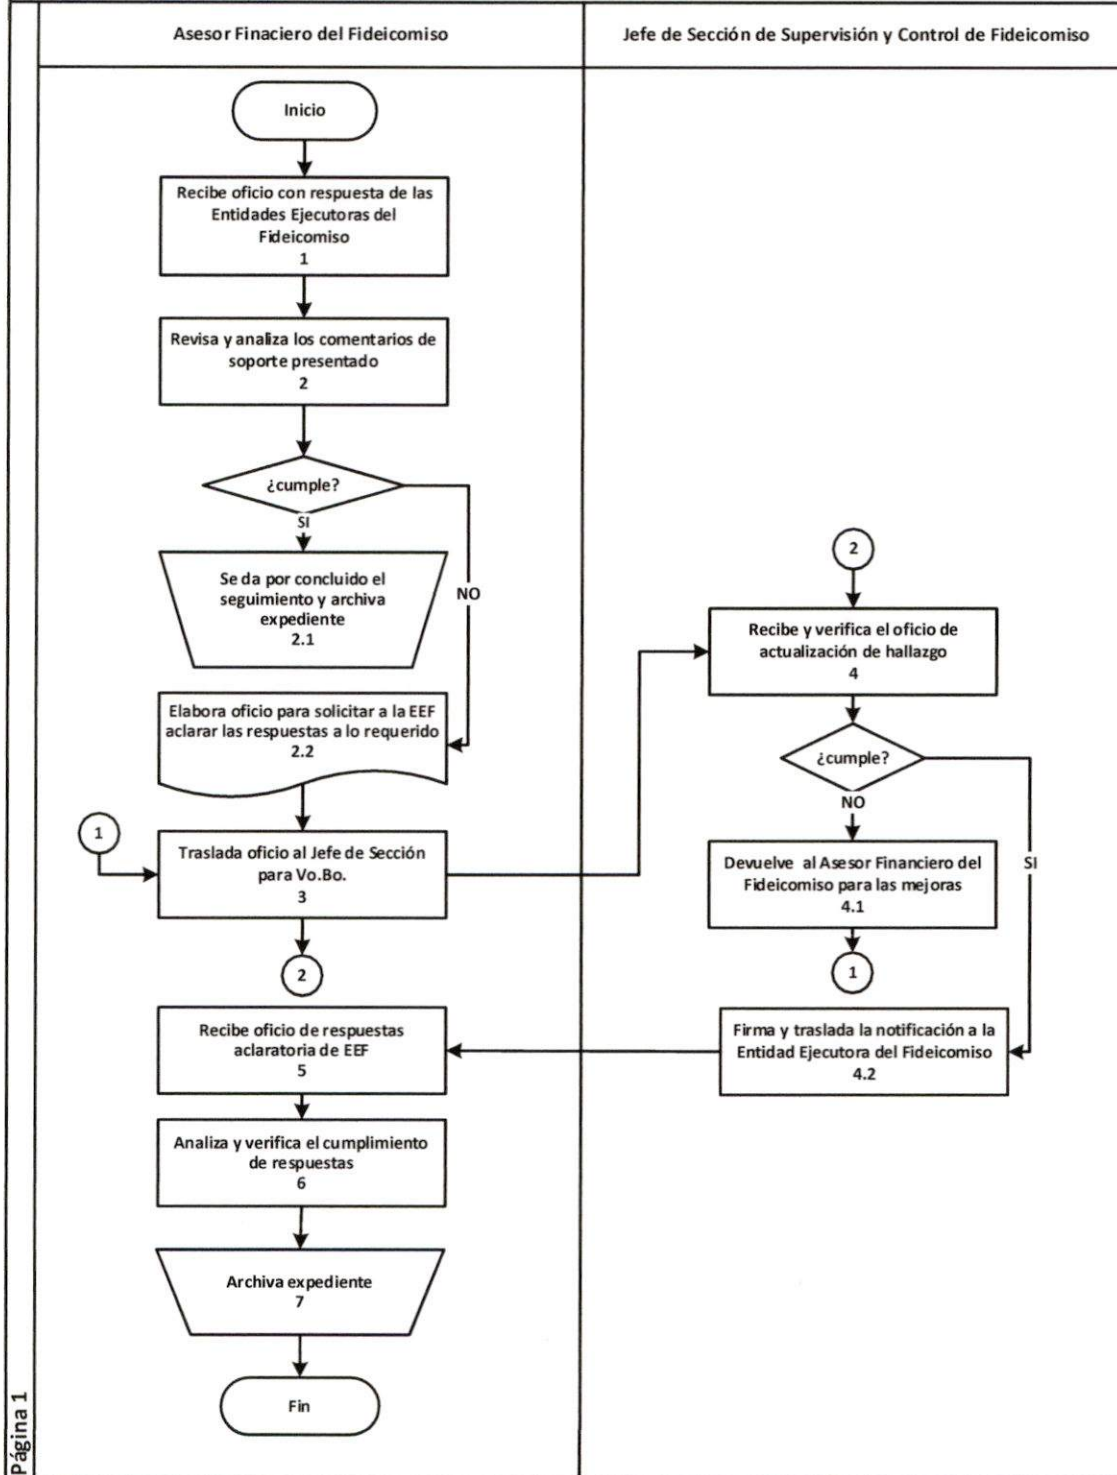 Asesor Finaciero del Fideicomiso
Jefe de Sección de Supervisión y Control de Fideicomiso
Inicio
Recibe oficio con respuesta de las
Entidades Ejecutoras del
Fideicomiso
1
Revisa y analiza los comentarios de
soporte presentado
2
¿cumple?
SI
NO
Se da por concluido el
seguimiento y archiva
expediente
2.1
Elabora oficio para solicitar a la EEF
aclarar las respuestas a lo requerido
2.2
1
Traslada oficio al Jefe de Sección
para Vo.Bo.
3
2
2
Recibe y verifica el oficio de
actualización de hallazgo
4
¿cumple?
NO
SI
Devuelve al Asesor Financiero del
Fideicomiso para las mejoras
4.1
1
Firma y traslada la notificación a la
Entidad Ejecutora del Fideicomiso
4.2
Recibe oficio de respuestas
aclaratoria de EEF
5
Analiza y verifica el cumplimiento
de respuestas
6
Archiva expediente
7
Fin
Página 1